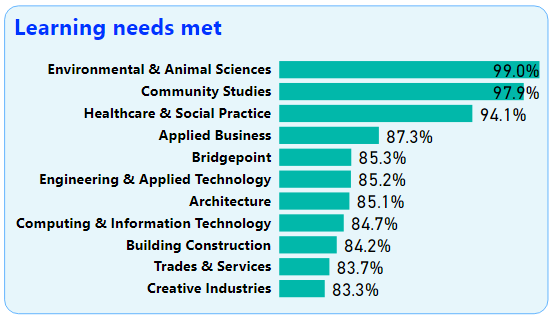 Learning needs met
Environmental & Animal Sciences 99.0%
Community Studies 97.9%
Healthcare & Social Practice 94.1%
Applied Business 87.3%
Bridgepoint 85.3%
Engineering & Applied Technology 85.2%
Architecture 85.1%
Computing & Information Technology 84.7%
Building Construction 84.2%
Trades & Services 83.7%
Creative Industries 83.3%